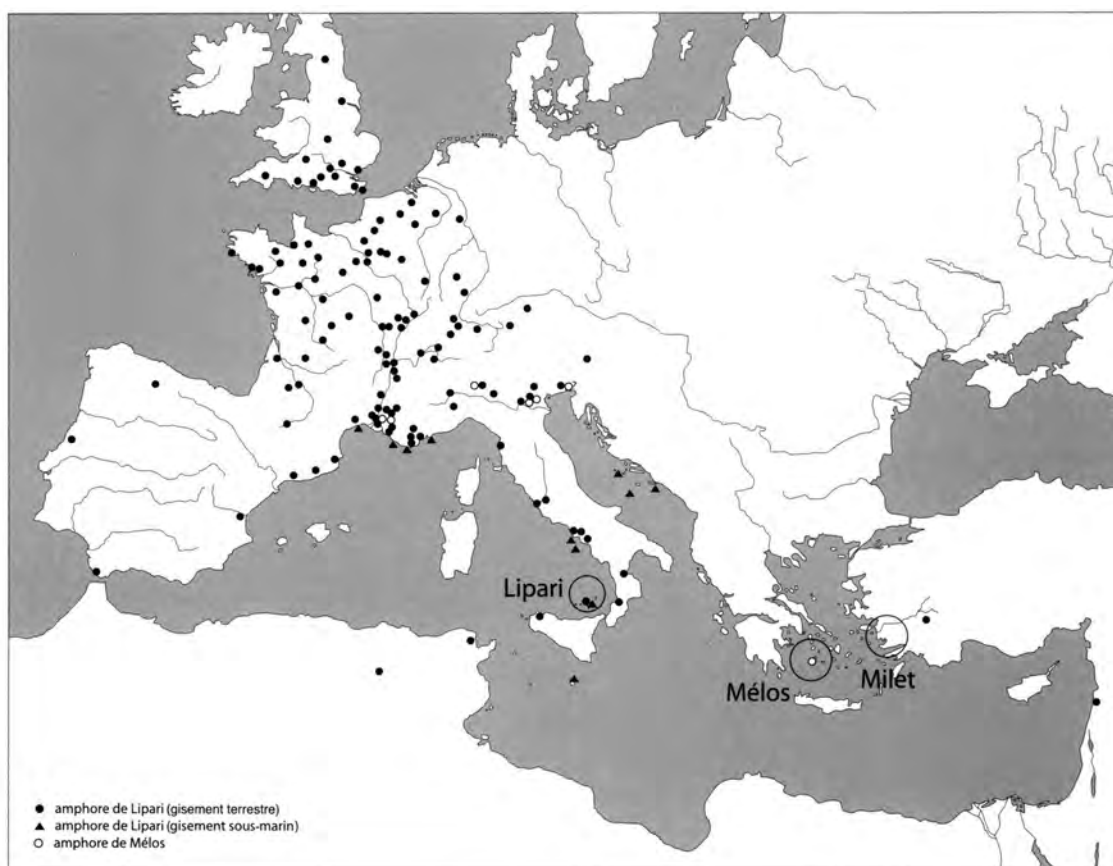 Lipari
Mélos
Milet
amphore de Lipari (gisement terrestre)
amphore de Lipari (gisement sous-marin)
amphore de Mélos